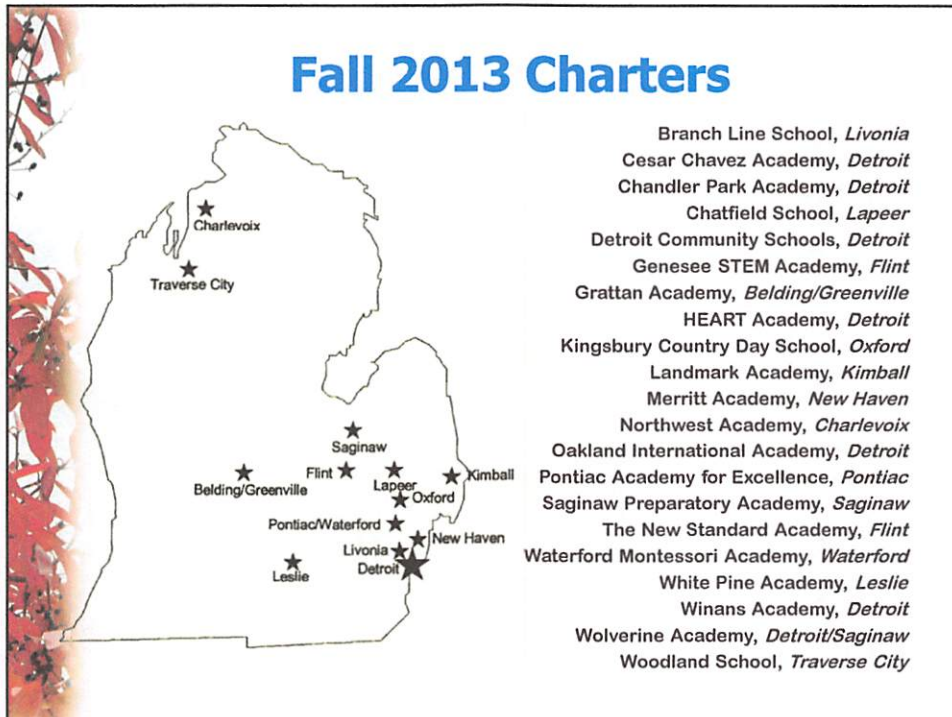 Fall 2013 Charters
Charlevoix
Traverse City
Saginaw
Flint
Lapeer
Kimball
Belding/Greenville
Oxford
Pontiac/Waterford
New Haven
Livonia
Leslie
Detroit
Branch Line School, Livonia
Cesar Chavez Academy, Detroit
Chandler Park Academy, Detroit
Chatfield School, Lapeer
Detroit Community Schools, Detroit
Genesee STEM Academy, Flint
Grattan Academy, Belding/Greenville
HEART Academy, Detroit
Kingsbury Country Day School, Oxford
Landmark Academy, Kimball
Merritt Academy, New Haven
Northwest Academy, Charlevoix
Oakland International Academy, Detroit
Pontiac Academy for Excellence, Pontiac
Saginaw Preparatory Academy, Saginaw
The New Standard Academy, Flint
Waterford Montessori Academy, Waterford
White Pine Academy, Leslie
Winans Academy, Detroit
Wolverine Academy, Detroit/Saginaw
Woodland School, Traverse City